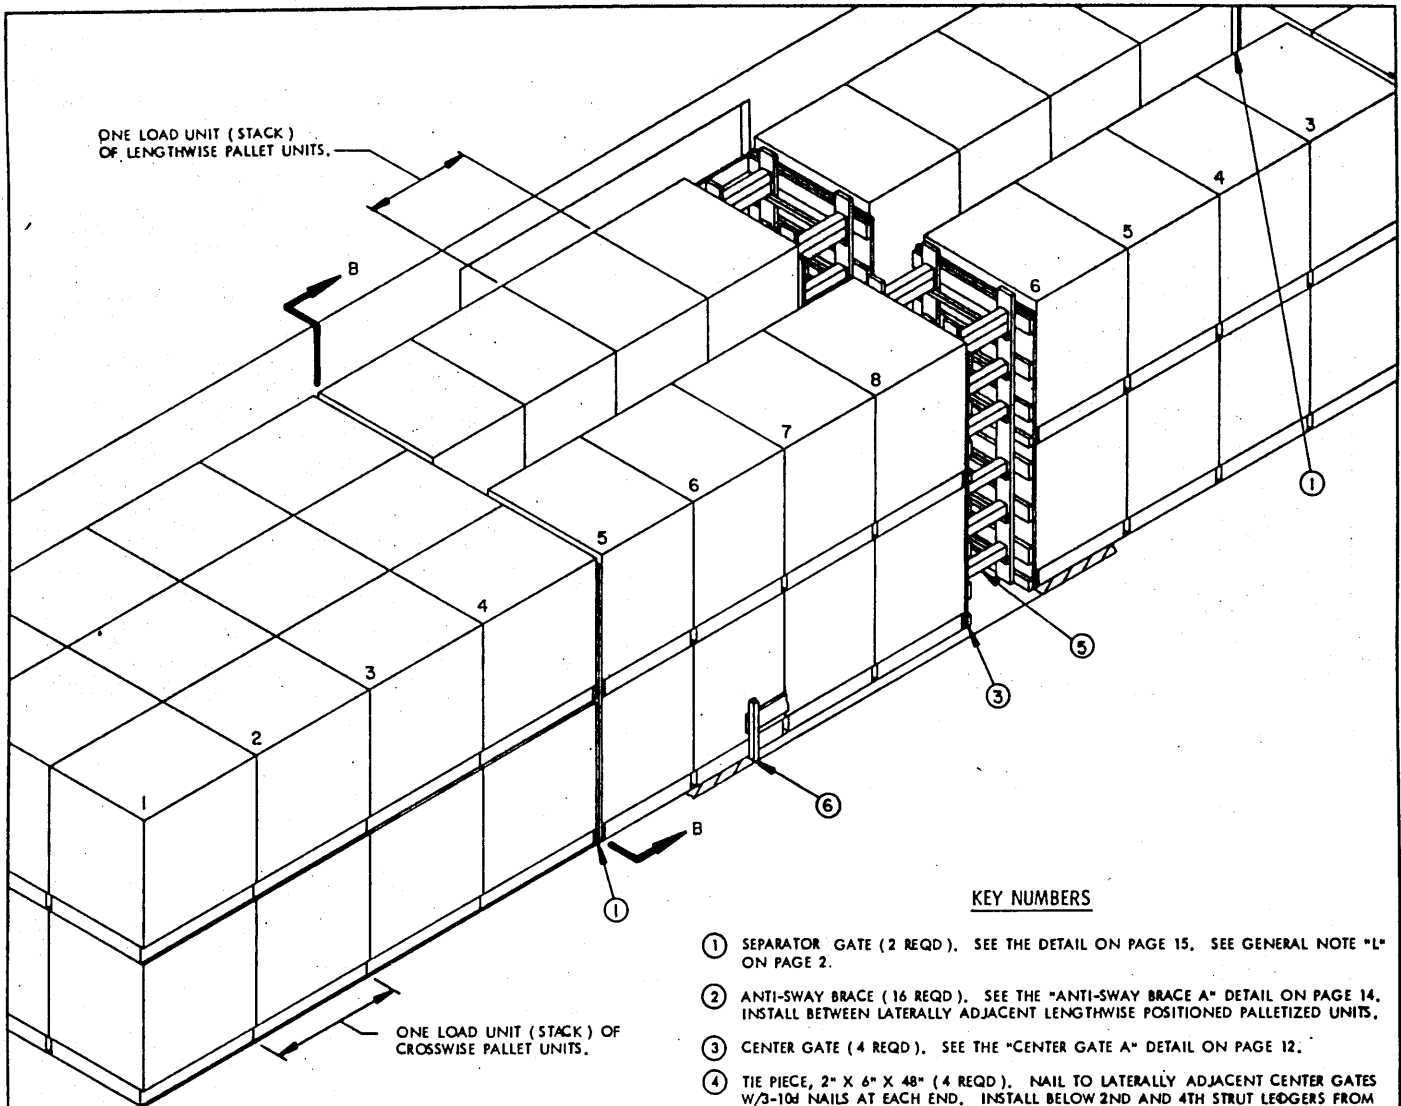 ONE LOAD UNIT (STACK)
OF LENGTHWISE PALLET UNITS.
B
3
4
5
6
8
7
6
5
4
3
2
1
1
5
3
6
B
1
ONE LOAD UNIT (STACK) OF
CROSSWISE PALLET UNITS.
KEY NUMBERS
1 SEPARATOR GATE (2 REQD). SEE THE DETAIL ON PAGE 15. SEE GENERAL NOTE "L"
ON PAGE 2.
2 ANTI-SWAY BRACE (16 REQD). SEE THE "ANTI-SWAY BRACE A" DETAIL ON PAGE 14.
INSTALL BETWEEN LATERALLY ADJACENT LENGTHWISE POSITIONED PALLETIZED UNITS.
3 CENTER GATE (4 REQD). SEE THE "CENTER GATE A" DETAIL ON PAGE 12.
4 TIE PIECE, 2" X 6" X 48" (4 REQD). NAIL TO LATERALLY ADJACENT CENTER GATES
W/3-10d NAILS AT EACH END. INSTALL BELOW 2ND AND 4TH STRUT LEDGERS FROM